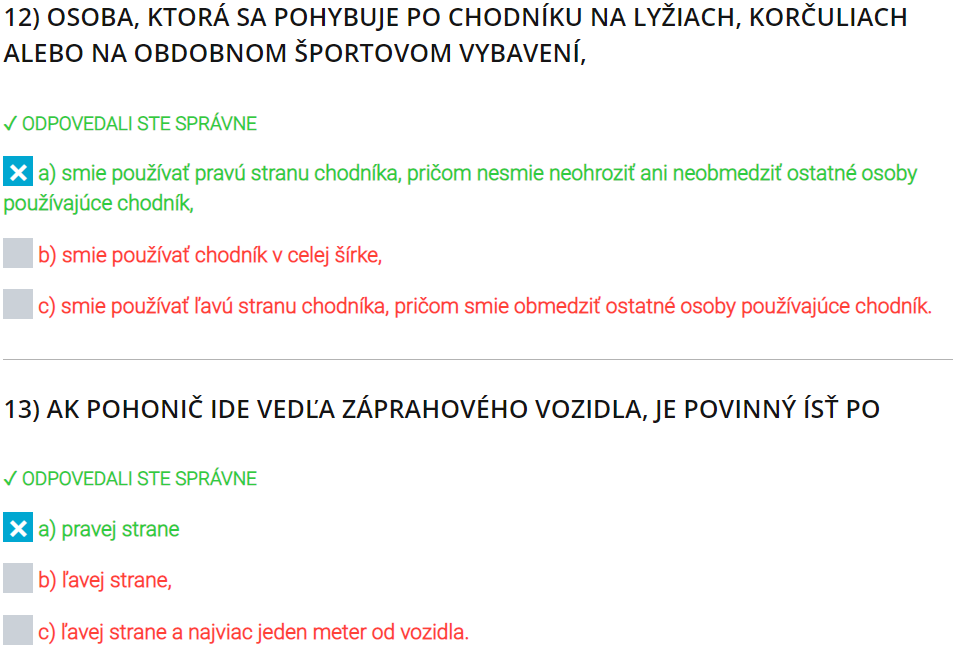 12) OSOBA, KTORÁ SA POHYBUJE PO CHODNÍKU NA LYŽIACH, KORČULIACH
ALEBO NA OBDOBNOM ŠPORTOVOM VYBAVENÍ,
✓ ODPOVEDALI STE SPRÁVNE
a) smie používať pravú stranu chodníka, pričom nesmie neohroziť ani neobmedziť ostatné osoby
používajúce chodník,
b) smie používať chodník v celej šírke,
c) smie používať ľavú stranu chodníka, pričom smie obmedziť ostatné osoby používajúce chodník.
13) AK POHONIČ IDE VEDĽA ZÁPRAHOVÉHO VOZIDLA, JE POVINNÝ ÍSŤ PO
✓ ODPOVEDALI STE SPRÁVNE
a) pravej strane
b) ľavej strane,
c) ľavej strane a najviac jeden meter od vozidla.